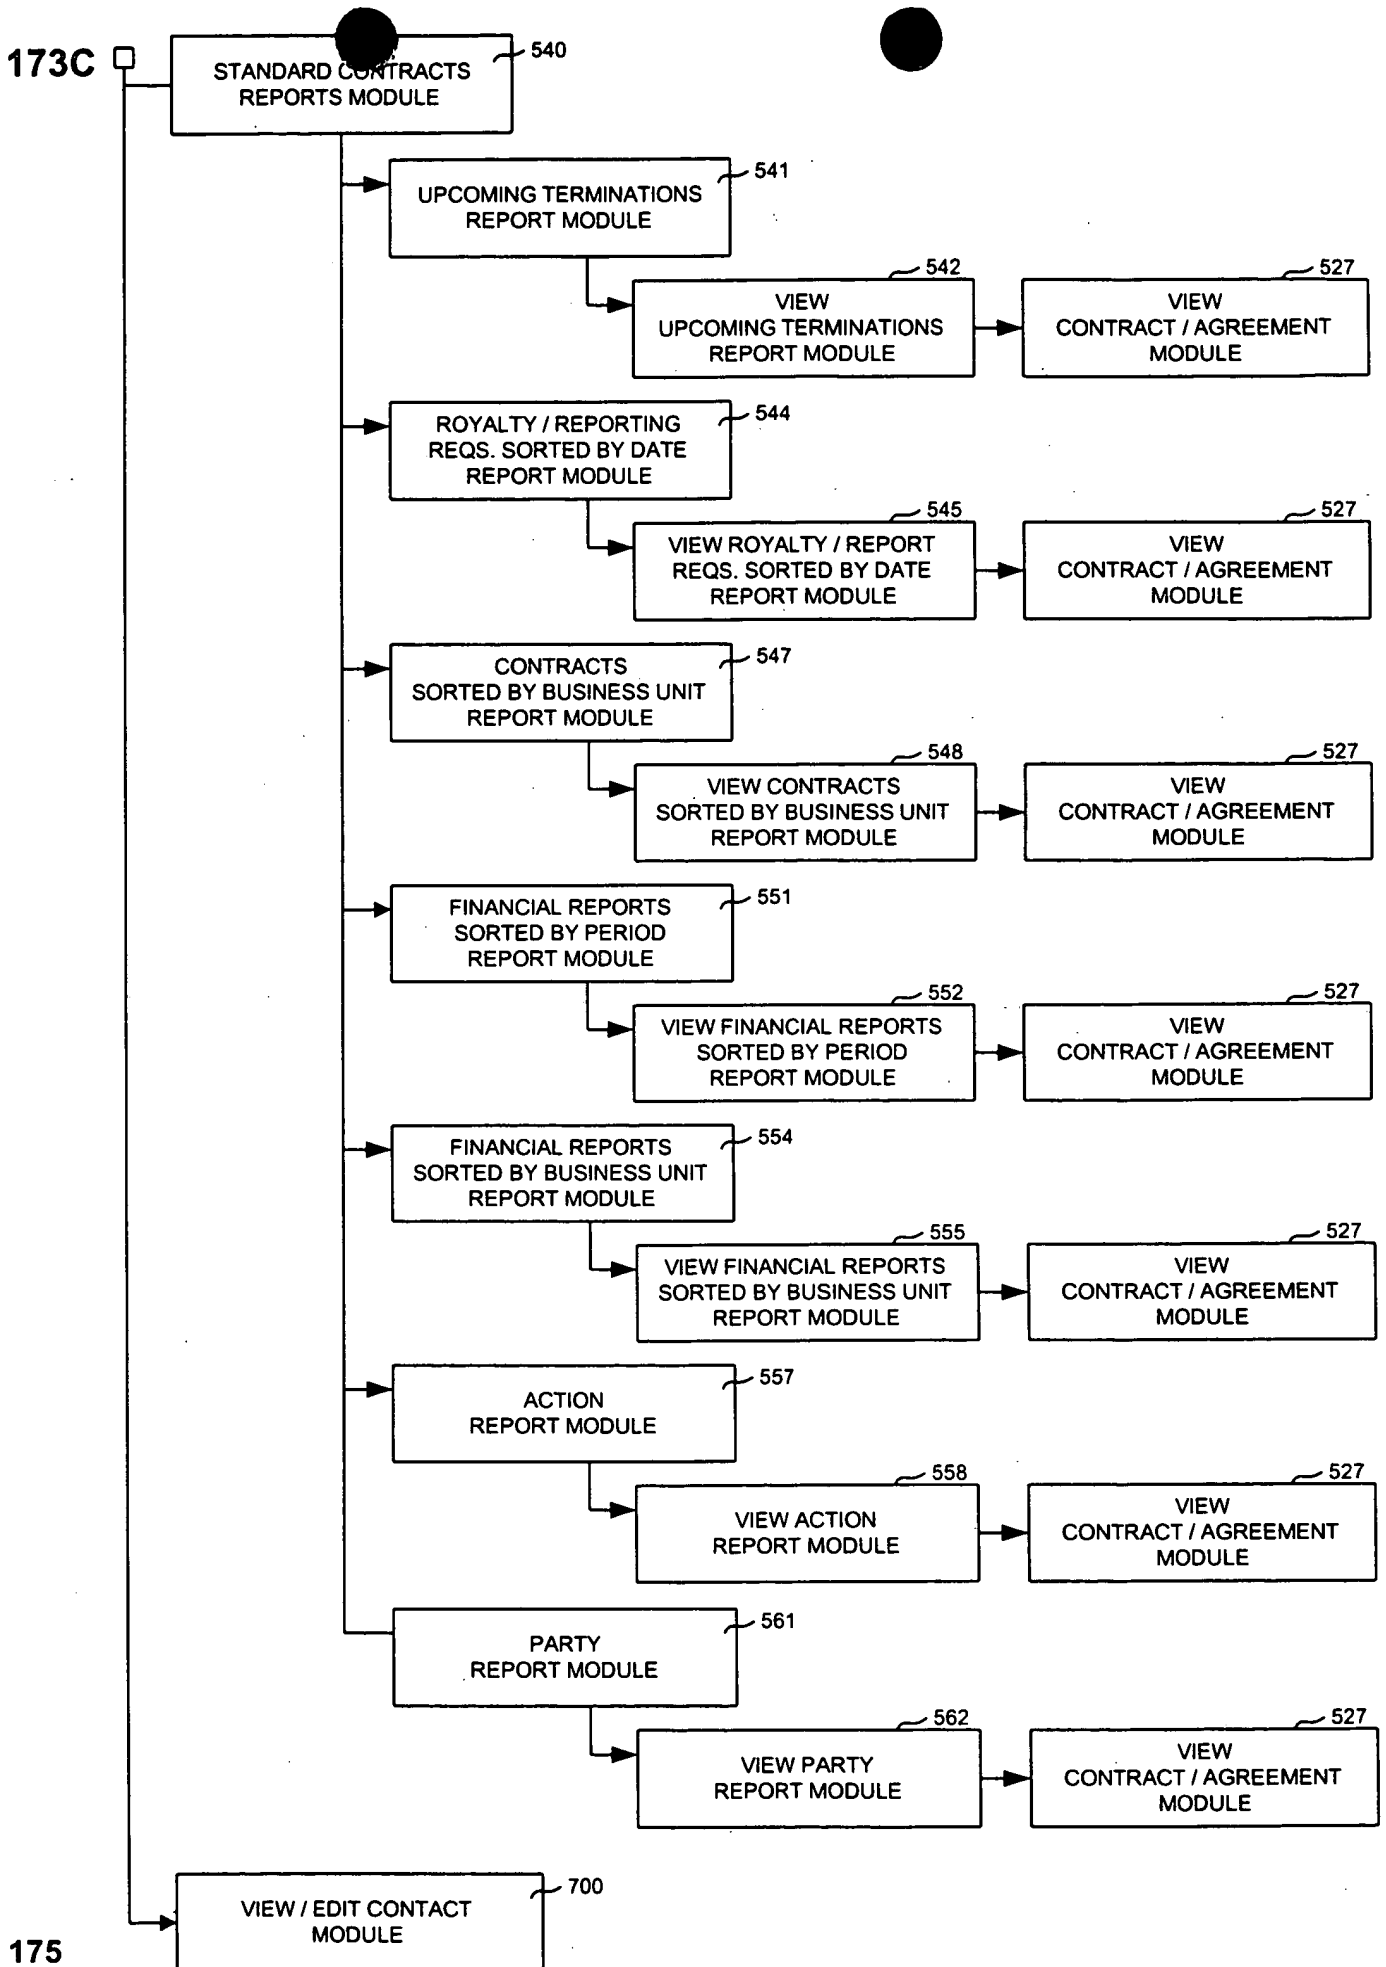 173C
540
STANDARD CONTRACTS
REPORTS MODULE
541
UPCOMING TERMINATIONS
REPORT MODULE
542
VIEW
UPCOMING TERMINATIONS
REPORT MODULE
527
VIEW
CONTRACT / AGREEMENT
MODULE
544
ROYALTY / REPORTING
REQS. SORTED BY DATE
REPORT MODULE
545
VIEW ROYALTY / REPORT
REQS. SORTED BY DATE
REPORT MODULE
527
VIEW
CONTRACT / AGREEMENT
MODULE
547
CONTRACTS
SORTED BY BUSINESS UNIT
REPORT MODULE
548
VIEW CONTRACTS
SORTED BY BUSINESS UNIT
REPORT MODULE
527
VIEW
CONTRACT / AGREEMENT
MODULE
551
FINANCIAL REPORTS
SORTED BY PERIOD
REPORT MODULE
552
VIEW FINANCIAL REPORTS
SORTED BY PERIOD
REPORT MODULE
527
VIEW
CONTRACT / AGREEMENT
MODULE
554
FINANCIAL REPORTS
SORTED BY BUSINESS UNIT
REPORT MODULE
555
VIEW FINANCIAL REPORTS
SORTED BY BUSINESS UNIT
REPORT MODULE
527
VIEW
CONTRACT / AGREEMENT
MODULE
557
ACTION
REPORT MODULE
558
VIEW ACTION
REPORT MODULE
527
VIEW
CONTRACT / AGREEMENT
MODULE
561
PARTY
REPORT MODULE
562
VIEW PARTY
REPORT MODULE
527
VIEW
CONTRACT / AGREEMENT
MODULE
700
VIEW / EDIT CONTACT
MODULE
175